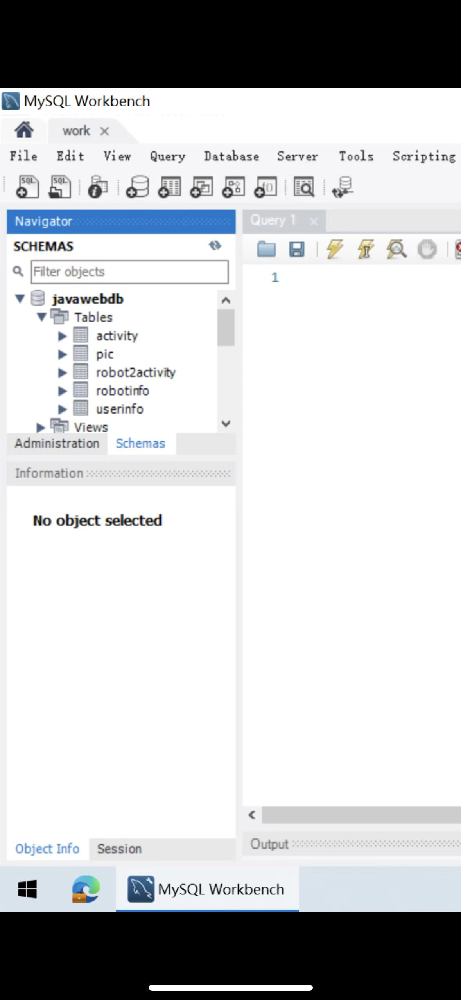 MySQL Workbench
work
File Edit View Query Database Server Tools Scripting
SQL SQL
Navigator
Query 1
SCHEMAS
Filter objects
1
javawebdb
Tables
activity
pic
robot2activity
robotinfo
userinfo
Views
Administration Schemas
Information
No object selected
Object Info Session
Output
MySQL Workbench